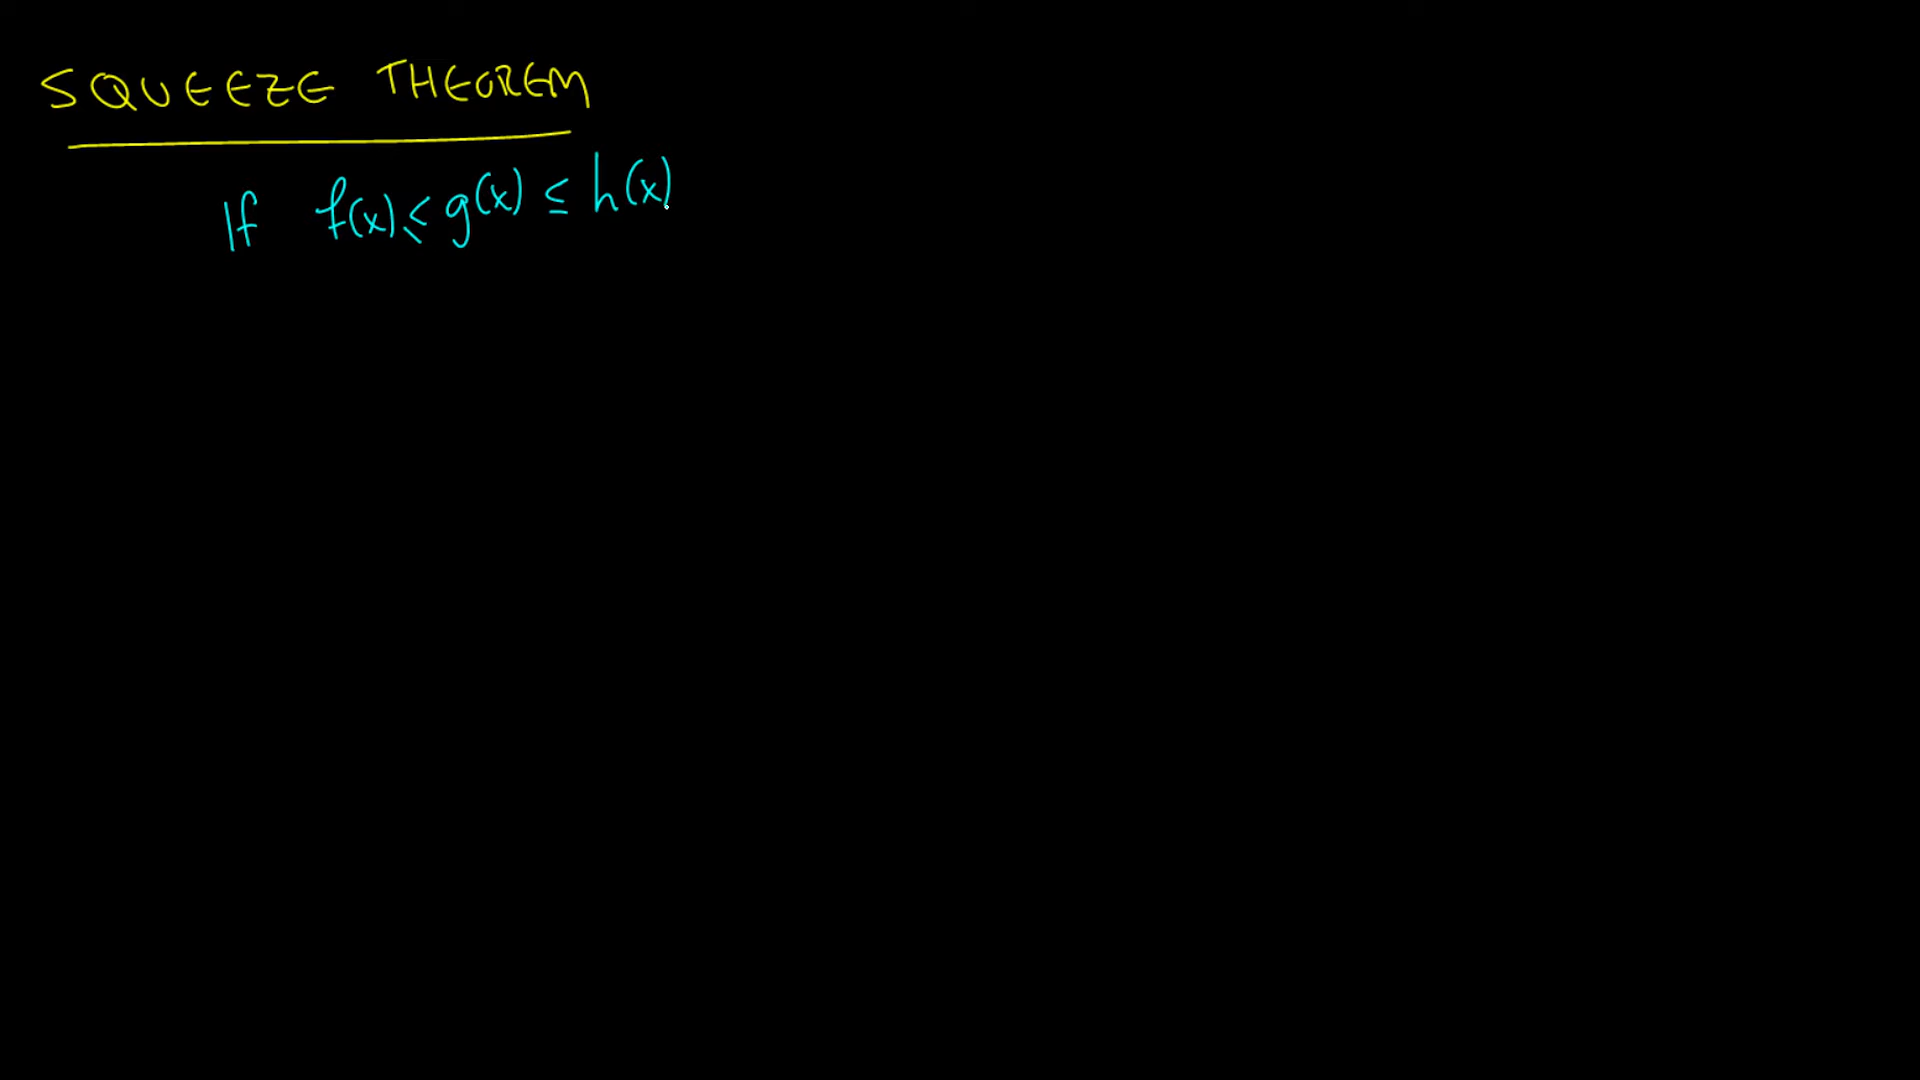 SQUEEZE THEOREM
If f(x) ≤ g(x) ≤ h(x)